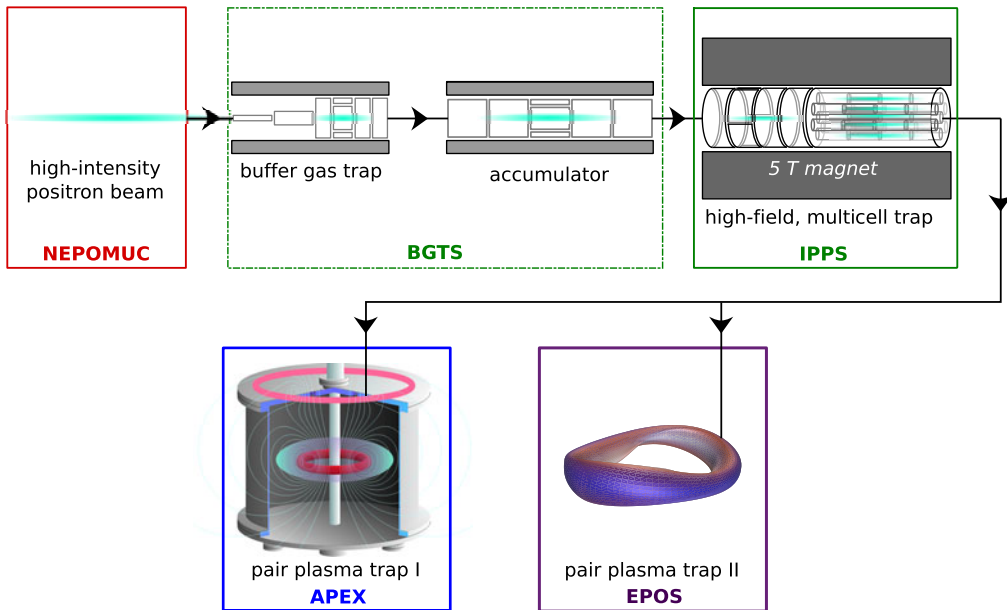 high-intensity
positron beam
NEPOMUC
buffer gas trap
accumulator
BGTS
5 T magnet
high-field, multicell trap
IPPS
pair plasma trap I
APEX
pair plasma trap II
EPOS